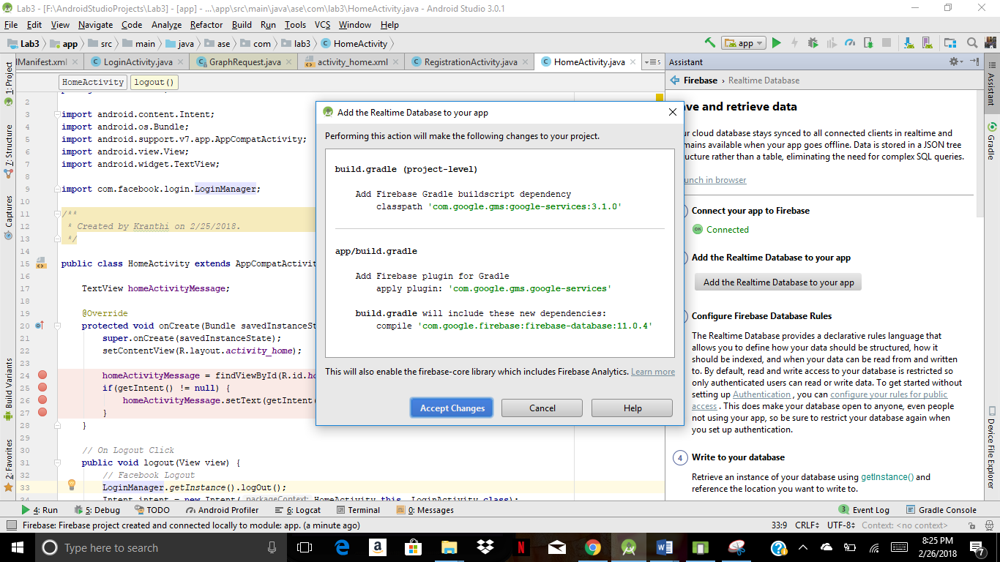 Lab3 - [F:\AndroidStudioProjects\Lab3] - [app] - ...\app\src\main\java\ase\com\lab3\HomeActivity.java - Android Studio 3.0.1
File Edit View Navigate Code Analyze Refactor Build Run Tools VCS Window Help
Lab3 app src main java ase com lab3 HomeActivity
app
Manifest.xml LoginActivity.java GraphRequest.java activity_home.xml RegistrationActivity.java HomeActivity.java
HomeActivity logout()
1: Project
7: Structure
Captures
Build Variants
2: Favorites
2
3 import android.content.Intent;
4 import android.os.Bundle;
5 import android.support.v7.app.AppCompatActivity;
6 import android.view.View;
7 import android.widget.TextView;
8
9 import com.facebook.login.LoginManager;
10
11 /**
12 * Created by Kranthi on 2/25/2018.
13 */
14
15 public class HomeActivity extends AppCompatActivit
16
17 TextView homeActivityMessage;
18
19 @Override
20 protected void onCreate(Bundle savedInstanceSt
21 super.onCreate(savedInstanceState);
22 setContentView(R.layout.activity_home);
23
24 homeActivityMessage = findViewById(R.id.ho
25 if(getIntent() != null) {
26 homeActivityMessage.setText(getIntent(
27 }
28 }
29
30 // On Logout Click
31 public void logout(View view) {
32 // Facebook Logout
33 LoginManager.getInstance().logOut();
34 Intent intent = new Intent( packageContext: HomeActivity.this, LoginActivity.class);
Add the Realtime Database to your app
Performing this action will make the following changes to your project.
build.gradle (project-level)
Add Firebase Gradle buildscript dependency
classpath 'com.google.gms:google-services:3.1.0'
app/build.gradle
Add Firebase plugin for Gradle
apply plugin: 'com.google.gms.google-services'
build.gradle will include these new dependencies:
compile 'com.google.firebase:firebase-database:11.0.4'
This will also enable the firebase-core library which includes Firebase Analytics. Learn more
Accept Changes Cancel Help
Assistant
Firebase › Realtime Database
ve and retrieve data
r cloud database stays synced to all connected clients in realtime and
mains available when your app goes offline. Data is stored in a JSON tree
ucture rather than a table, eliminating the need for complex SQL queries.
unch in browser
Connect your app to Firebase
OK Connected
Add the Realtime Database to your app
Add the Realtime Database to your app
Configure Firebase Database Rules
The Realtime Database provides a declarative rules language that
allows you to define how your data should be structured, how it
should be indexed, and when your data can be read from and written
to. By default, read and write access to your database is restricted so
only authenticated users can read or write data. To get started without
setting up Authentication , you can configure your rules for public
access . This does make your database open to anyone, even people
not using your app, so be sure to restrict your database again when
you set up authentication.
4 Write to your database
Retrieve an instance of your database using getInstance() and
reference the location you want to write to.
Assistant
Gradle
Device File Explorer
4: Run 5: Debug TODO Android Profiler 6: Logcat Terminal 0: Messages 3 Event Log Gradle Console
Firebase: Firebase project created and connected locally to module: app. (a minute ago) 33:9 CRLF UTF-8 Context: <no context>
Type here to search
8:25 PM
2/26/2018
7